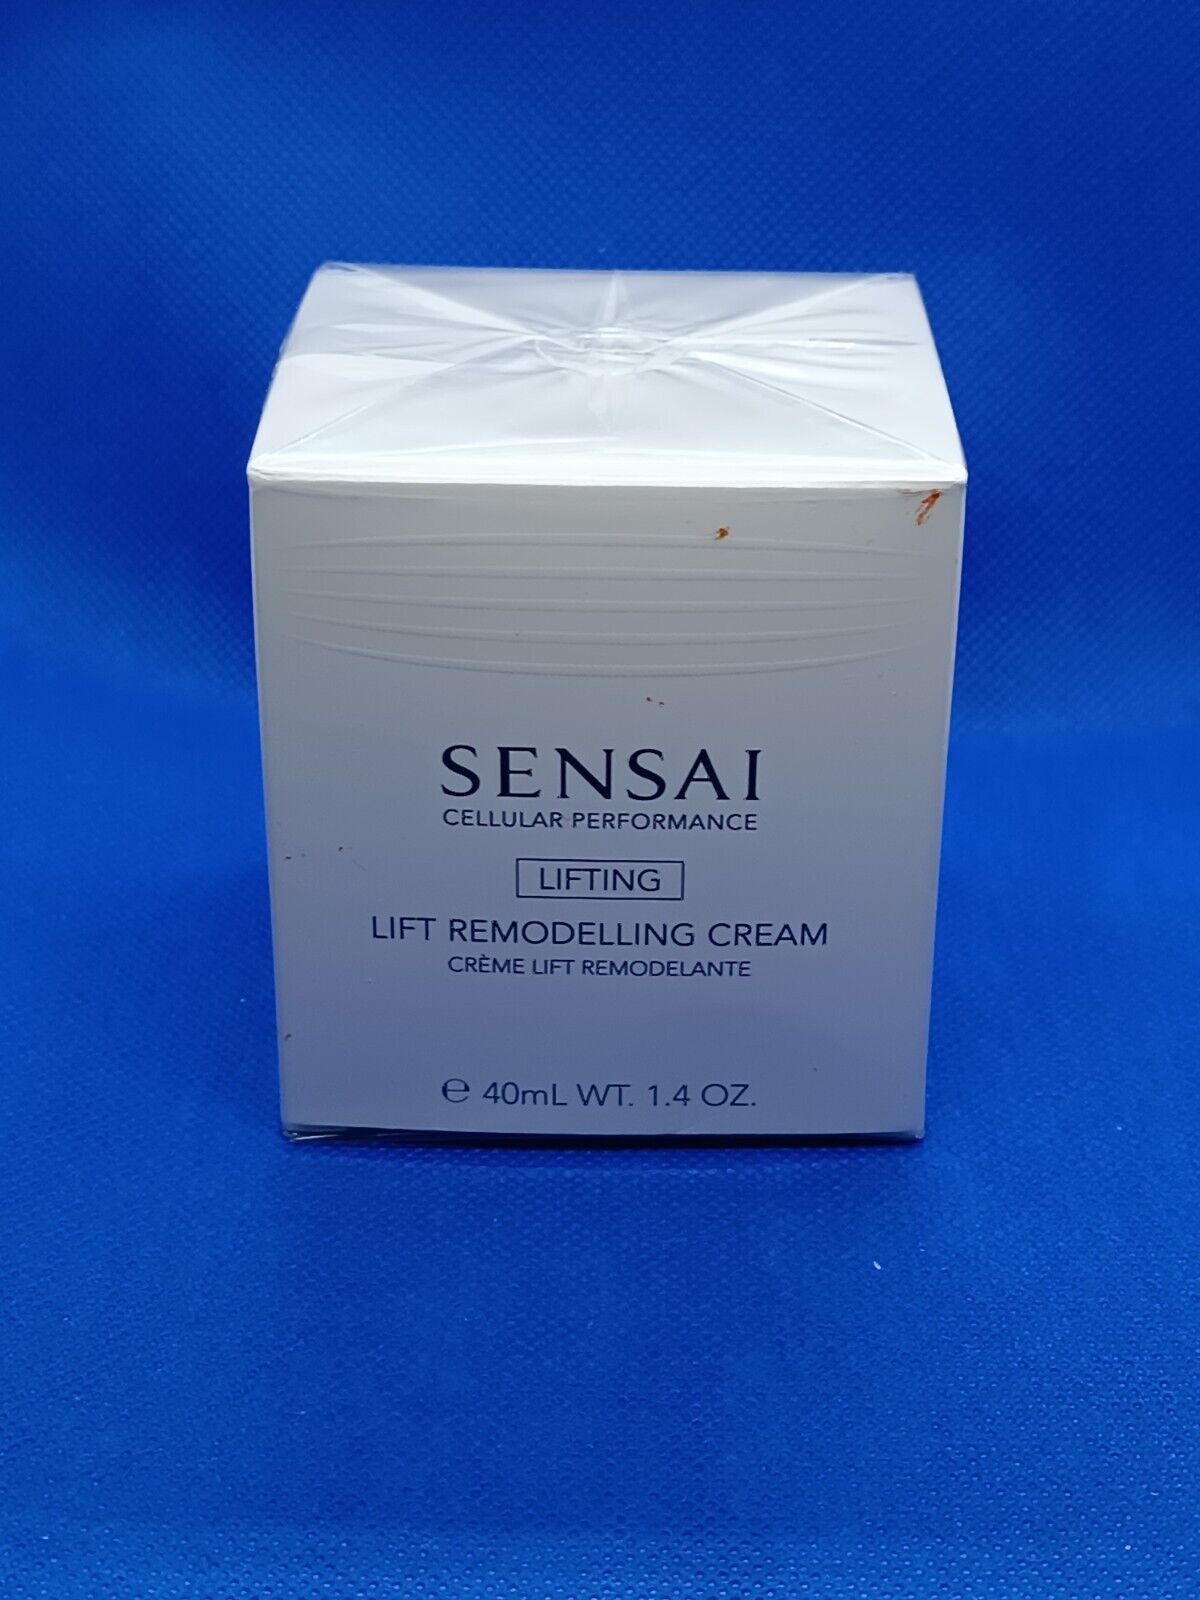 SENSAI
CELLULAR PERFORMANCE
LIFTING
LIFT REMODELLING CREAM
CRÈME LIFT REMODELANTE
℮ 40mL WT. 1.4 OZ.